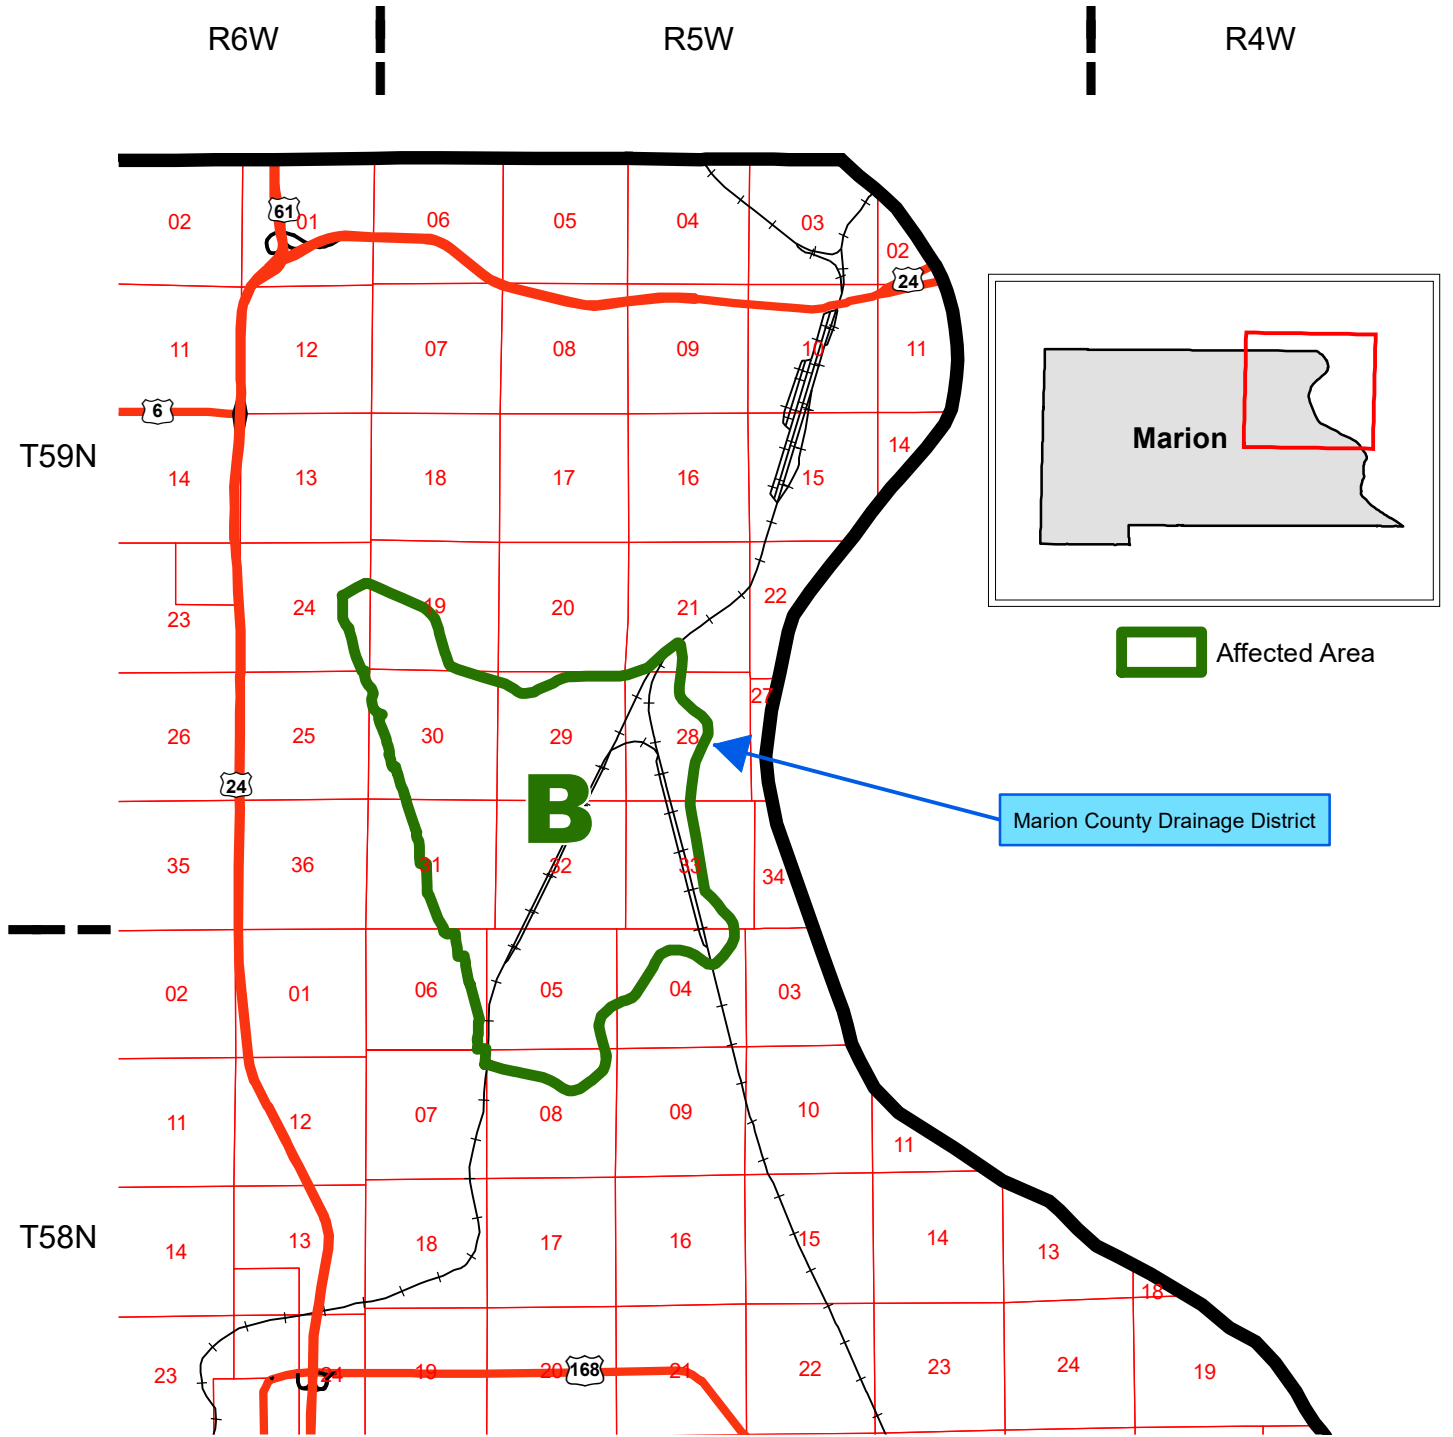 R6W R5W R4W
02 61 01 06 05 04 03 02
24
11 12 07 08 09 10 11
6
T59N
14 13 18 17 16 15 14
23 24 19 20 21 22
27
26 25 30 29 28
24
B
35 36 31 32 33 34
02 01 06 05 04 03
11 12 07 08 09 10 11
T58N
14 13 18 17 16 15 14 13 18
23 24 19 20 168 21 22 23 24 19
Marion
Affected Area
Marion County Drainage District